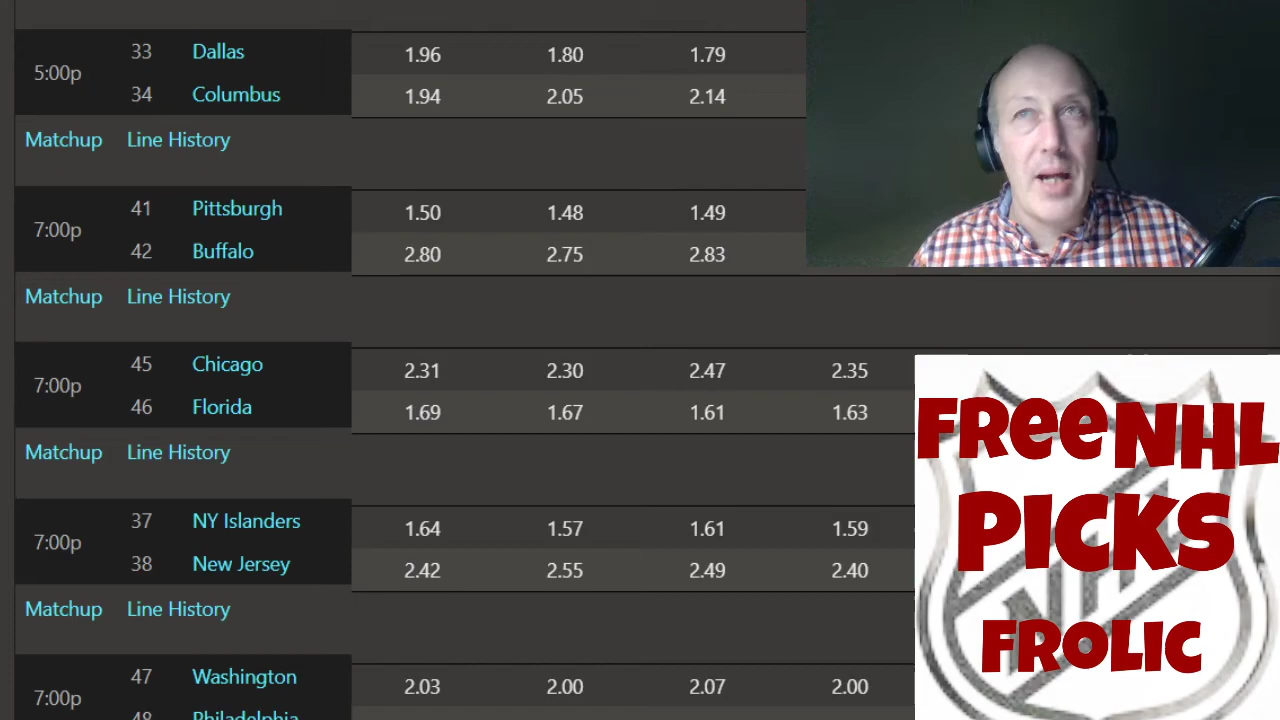 5:00p
33 Dallas 1.96 1.80 1.79
34 Columbus 1.94 2.05 2.14
Matchup Line History
7:00p
41 Pittsburgh 1.50 1.48 1.49
42 Buffalo 2.80 2.75 2.83
Matchup Line History
7:00p
45 Chicago 2.31 2.30 2.47 2.35
46 Florida 1.69 1.67 1.61 1.63
Matchup Line History
7:00p
37 NY Islanders 1.64 1.57 1.61 1.59
38 New Jersey 2.42 2.55 2.49 2.40
Matchup Line History
7:00p
47 Washington 2.03 2.00 2.07 2.00
48 Philadelphia
FRee NHL
PICKS
FROLIC
NHL